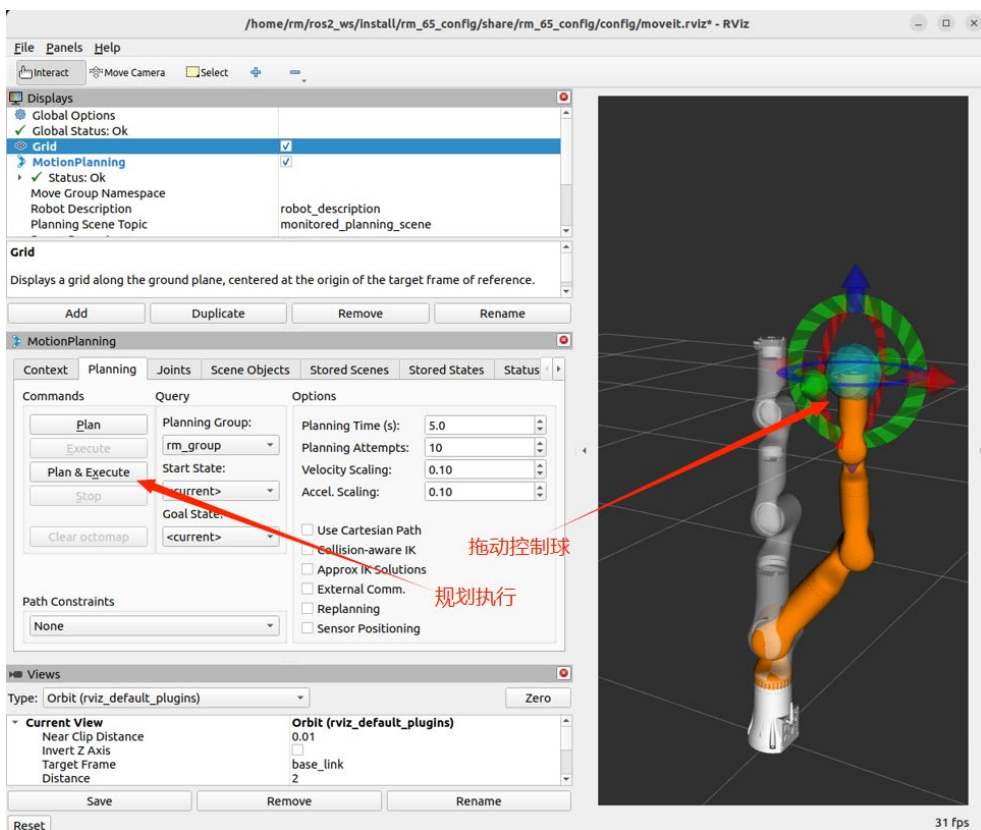 /home/rm/ros2_ws/install/rm_65_config/share/rm_65_config/config/moveit.rviz* - RViz
File Panels Help
Interact Move Camera Select
Displays
Global Options
Global Status: Ok
Grid
MotionPlanning
Status: Ok
Move Group Namespace
Robot Description robot_description
Planning Scene Topic monitored_planning_scene
Grid
Displays a grid along the ground plane, centered at the origin of the target frame of reference.
Add Duplicate Remove Rename
MotionPlanning
Context Planning Joints Scene Objects Stored Scenes Stored States Status
Commands Query Options
Plan Planning Group: Planning Time (s): 5.0
Execute rm_group Planning Attempts: 10
Plan & Execute Start State: Velocity Scaling: 0.10
Stop <current> Accel. Scaling: 0.10
Goal State:
Clear octomap <current> Use Cartesian Path
Collision-aware IK
拖动控制球
Approx IK Solutions
External Comm.
规划执行
Path Constraints Replanning
None Sensor Positioning
Views
Type: Orbit (rviz_default_plugins) Zero
Current View Orbit (rviz_default_plugins)
Near Clip Distance 0.01
Invert Z Axis
Target Frame base_link
Distance 2
Save Remove Rename
Reset 31 fps